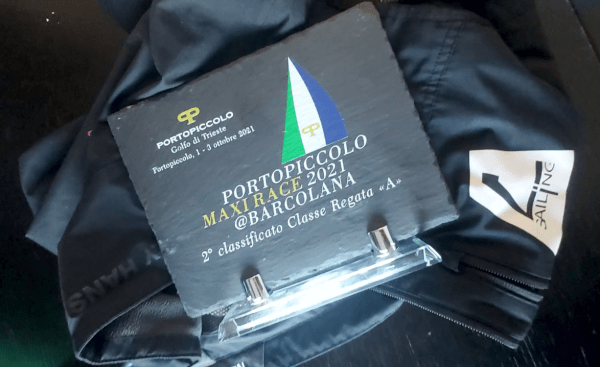 PORTOPICCOLO
Golfo di Trieste
Portopiccolo, 1 - 3 ottobre 2021
PORTOPICCOLO
MAXI RACE 2021
@BARCOLANA
2° classificato Classe Regata «A»
SAILING
HANS